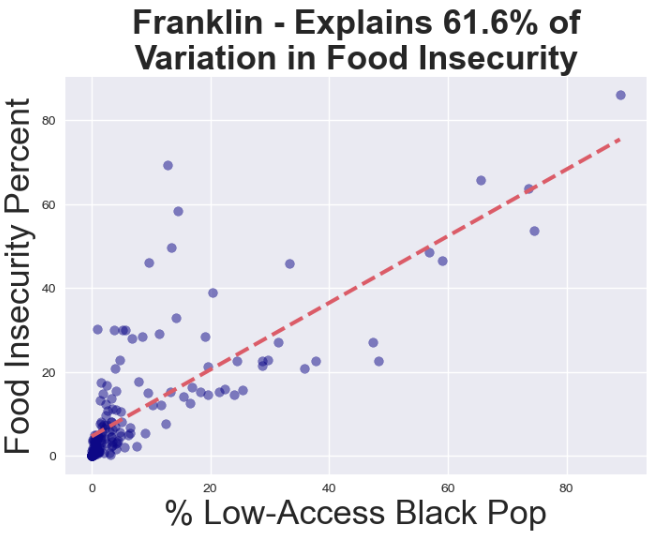 Franklin - Explains 61.6% of
Variation in Food Insecurity
Food Insecurity Percent
80
60
40
20
0
0 20 40 60 80
% Low-Access Black Pop